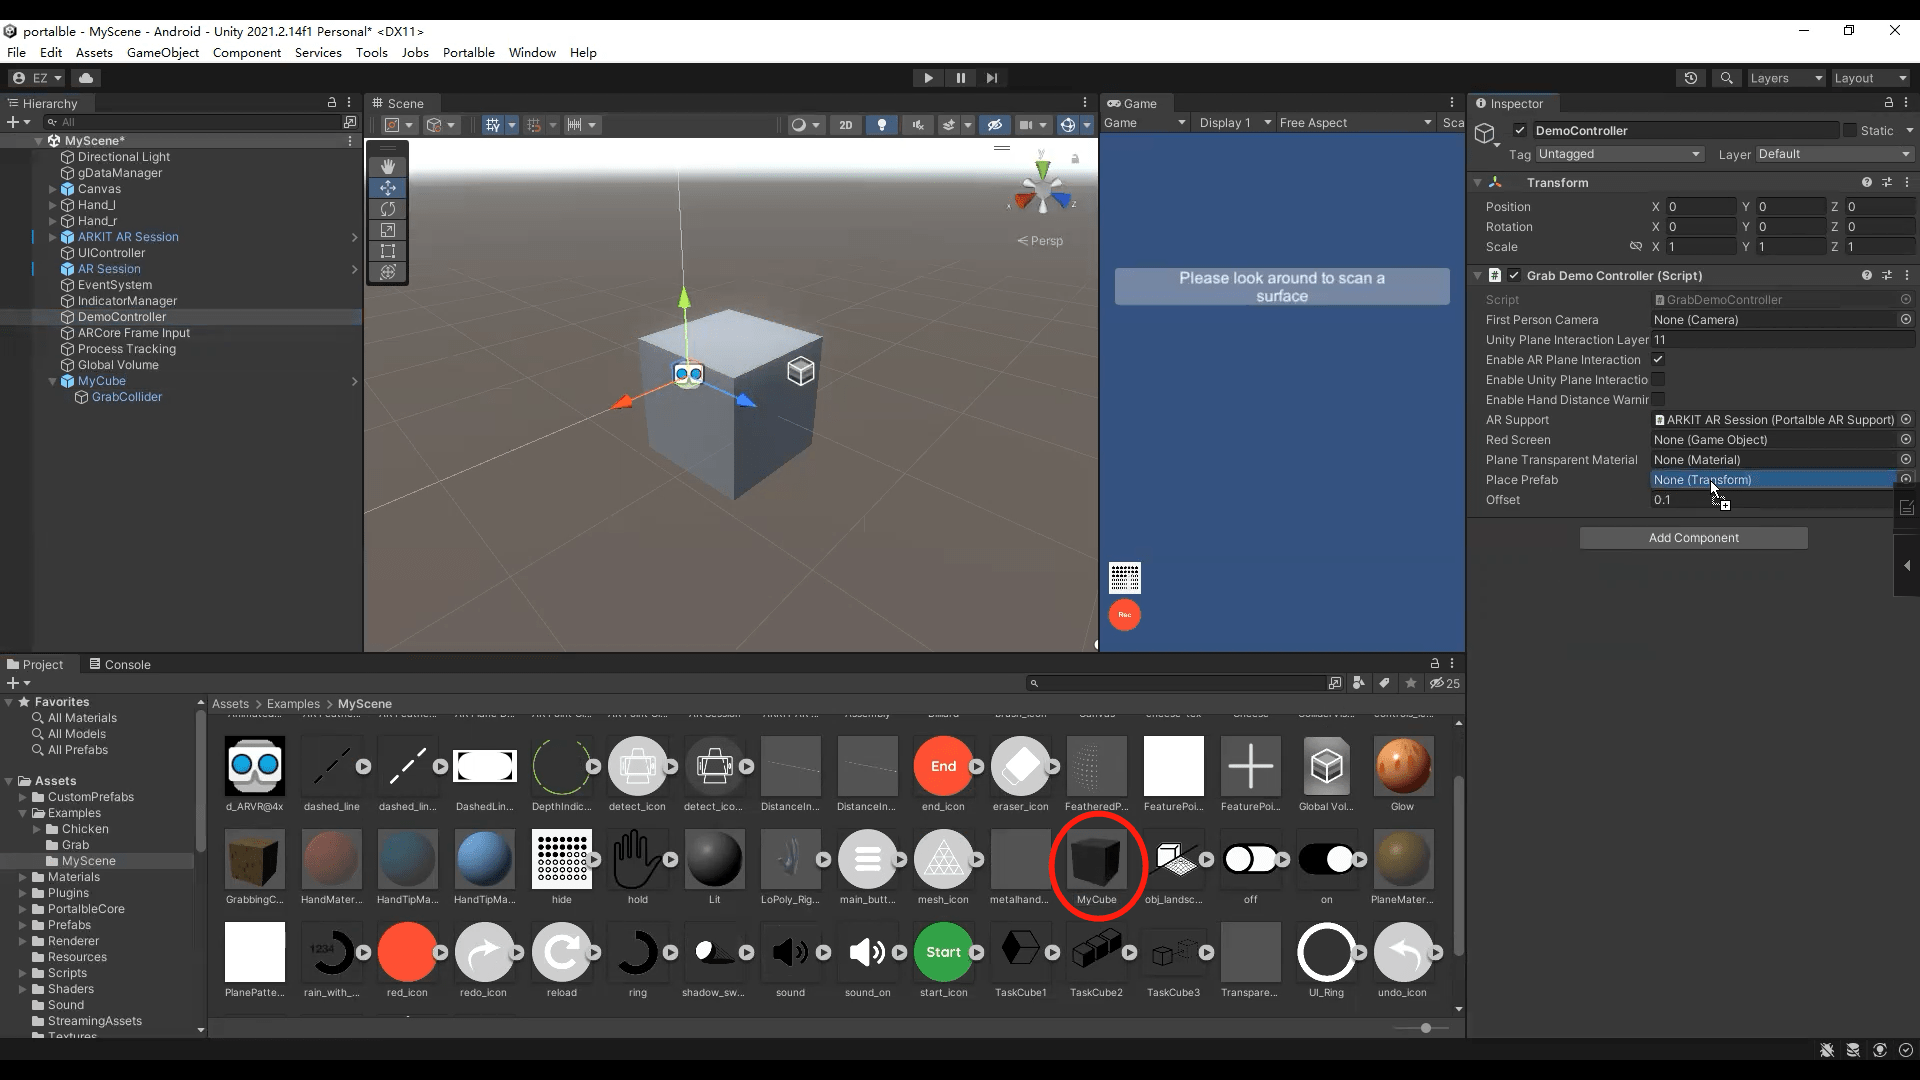 portalble - MyScene - Android - Unity 2021.2.14f1 Personal* <DX11>
File Edit Assets GameObject Component Services Tools Jobs Portalble Window Help
EZ
Layers
Layout
Hierarchy
All
MyScene*
Directional Light
gDataManager
Canvas
Hand_l
Hand_r
ARKIT AR Session
UIController
AR Session
EventSystem
IndicatorManager
DemoController
ARCore Frame Input
Process Tracking
Global Volume
MyCube
GrabCollider
Scene
2D
y
x
z
Persp
Game
Game Display 1 Free Aspect Sca
Please look around to scan a
surface
Rec
Inspector
DemoController Static
Tag Untagged Layer Default
Transform
Position X 0 Y 0 Z 0
Rotation X 0 Y 0 Z 0
Scale X 1 Y 1 Z 1
Grab Demo Controller (Script)
Script GrabDemoController
First Person Camera None (Camera)
Unity Plane Interaction Layer 11
Enable AR Plane Interaction
Enable Unity Plane Interactio
Enable Hand Distance Warnir
AR Support ARKIT AR Session (Portalble AR Support)
Red Screen None (Game Object)
Plane Transparent Material None (Material)
Place Prefab None (Transform)
Offset 0.1
Add Component
Project Console
25
Favorites
All Materials
All Models
All Prefabs
Assets
CustomPrefabs
Examples
Chicken
Grab
MyScene
Materials
Plugins
PortalbleCore
Prefabs
Renderer
Resources
Scripts
Shaders
Sound
StreamingAssets
Textures
Assets > Examples > MyScene
End
d_ARVR@4x dashed_line dashed_lin... DashedLin... DepthIndic... detect_icon detect_ico... DistanceIn... DistanceIn... end_icon eraser_icon FeatheredP... FeaturePoi... FeaturePoi... Global Vol... Glow
GrabbingC... HandMater... HandTipMa... HandTipMa... hide hold Lit LoPoly_Rig... main_butt... mesh_icon metalhand... MyCube obj_landsc... off on PlaneMater...
1234
Start
PlanePatte... rain_with_... red_icon redo_icon reload ring shadow_sw... sound sound_on start_icon TaskCube1 TaskCube2 TaskCube3 Transpare... UI_Ring undo_icon